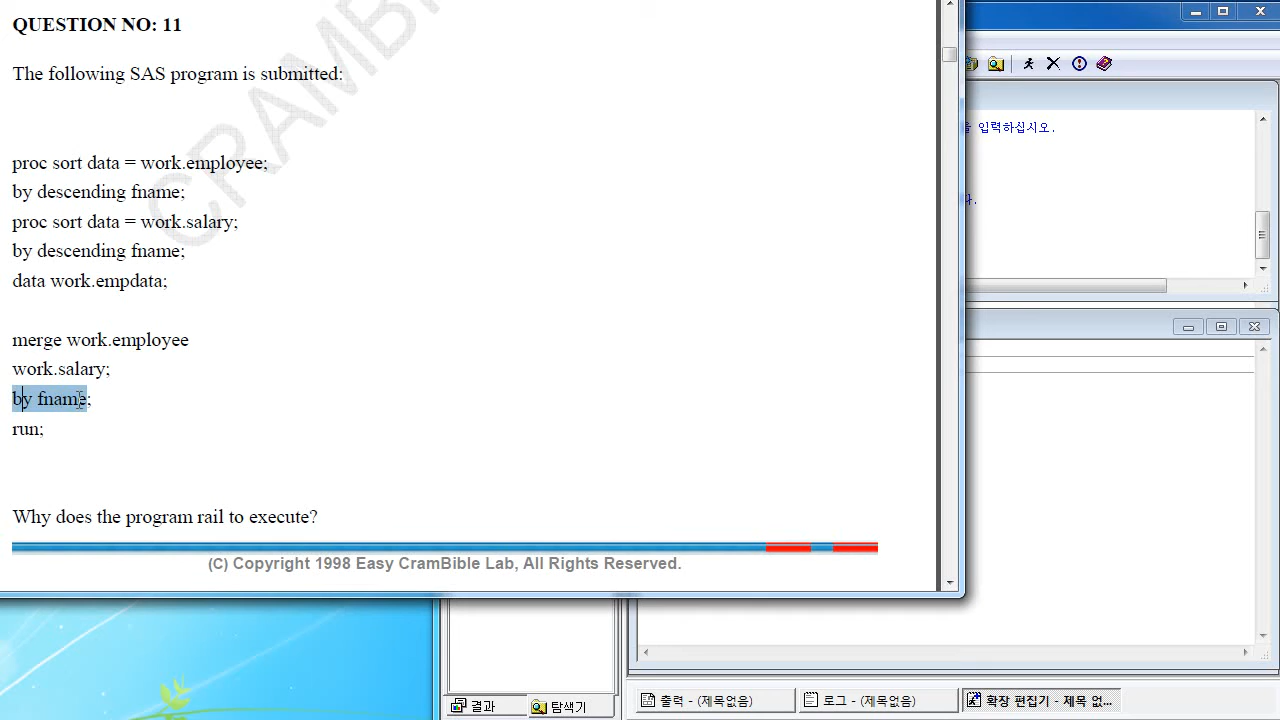 QUESTION NO: 11
The following SAS program is submitted:
CRAMBI
proc sort data = work.employee;
by descending fname;
proc sort data = work.salary;
by descending fname;
data work.empdata;
merge work.employee
work.salary;
by fname;
run;
Why does the program rail to execute?
(C) Copyright 1998 Easy CramBible Lab, All Rights Reserved.
입력하십시오.
다.
결과
탐색기
출력 - (제목없음)
로그 - (제목없음)
확장 편집기 - 제목 없...